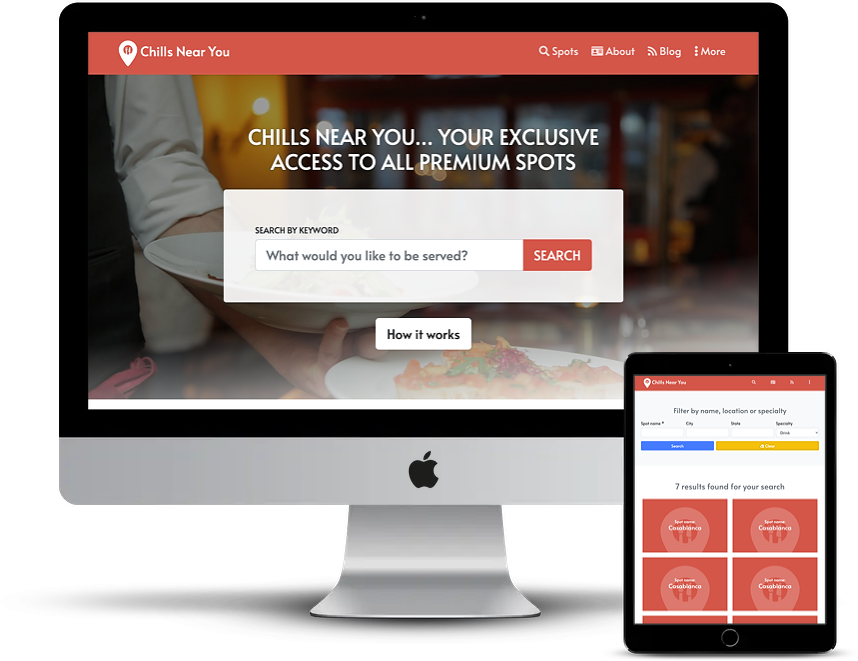 Chills Near You
Spots About Blog More
CHILLS NEAR YOU... YOUR EXCLUSIVE
ACCESS TO ALL PREMIUM SPOTS
SEARCH BY KEYWORD
What would you like to be served?
SEARCH
How it works
Chills Near You
Filter by name, location or specialty
Spot name * City State Specialty
Drink
Search Clear
7 results found for your search
Spot name:
Casablanca
Spot name:
Casablanca
Spot name:
Casablanca
Spot name:
Casablanca